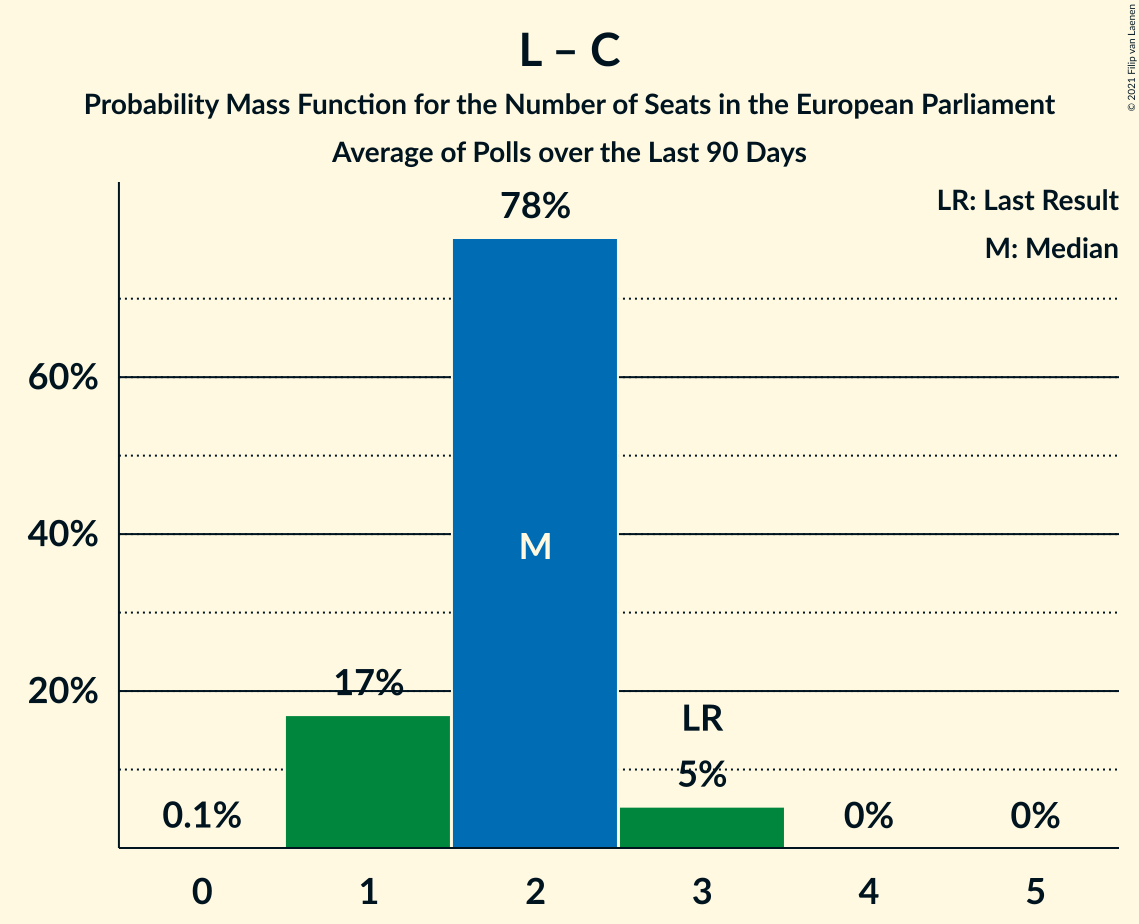 L – C
Probability Mass Function for the Number of Seats in the European Parliament
Average of Polls over the Last 90 Days
© 2021 Filip van Laenen
LR: Last Result
M: Median
78%
60%
40%
M
17%
20%
LR
5%
0.1%
0%
0%
0
1
2
3
4
5